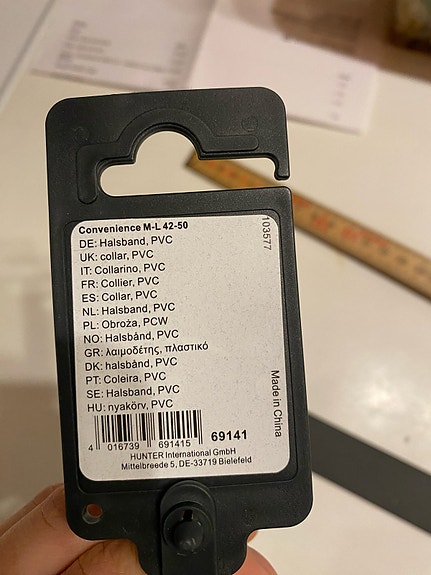 Convenience M-L 42-50
DE: Halsband, PVC
UK: collar, PVC
IT: Collarino, PVC
FR: Collier, PVC
ES: Collar, PVC
NL: Halsband, PVC
PL: Obroża, PCW
NO: Halsbånd, PVC
GR: λαιμοδέτης, πλαστικό
DK: halsbånd, PVC
PT: Coleira, PVC
SE: Halsband, PVC
HU: nyakörv, PVC
4 016739 691415
69141
HUNTER International GmbH
Mittelbreede 5, DE-33719 Bielefeld
103577
Made in China